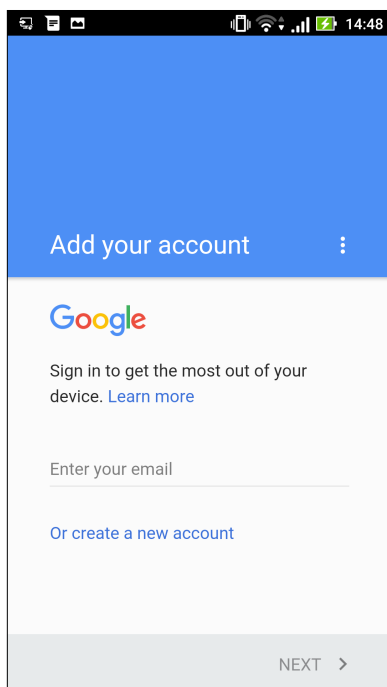 14:48
Add your account
Google
Sign in to get the most out of your
device. Learn more
Enter your email
Or create a new account
NEXT